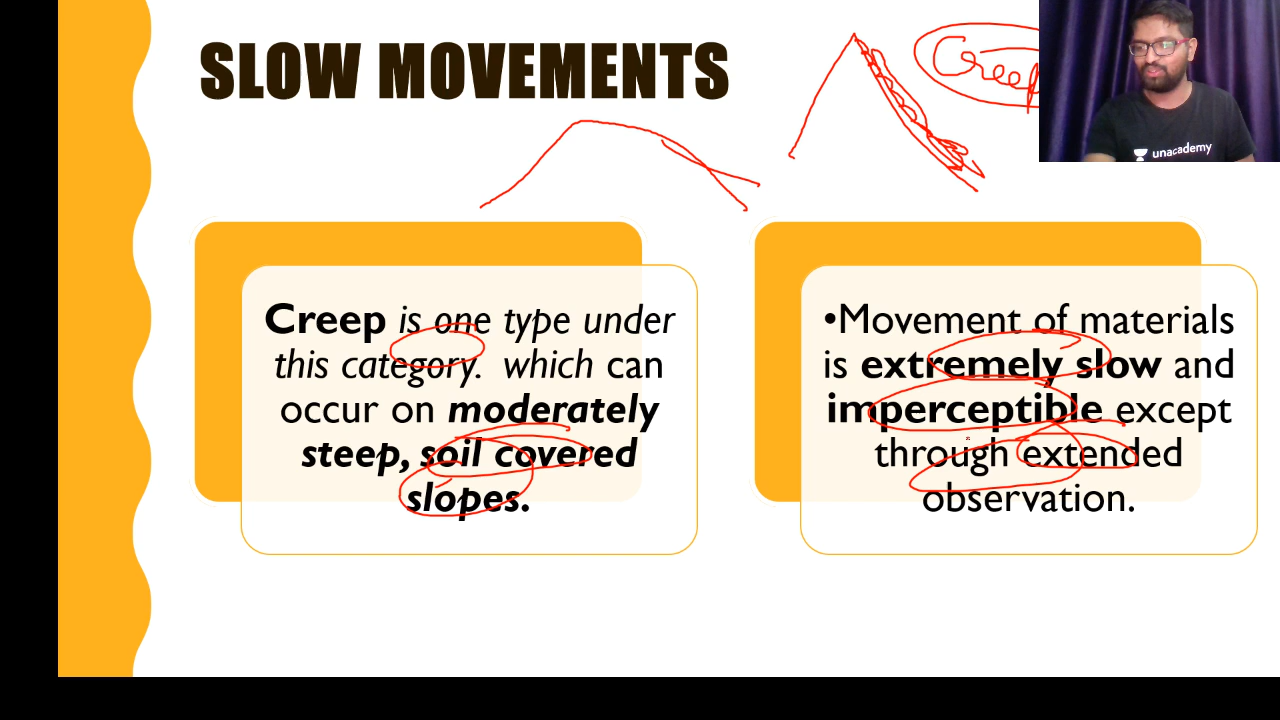 SLOW MOVEMENTS
Creep
unacademy
Creep is one type under
this category. which can
occur on moderately
steep, soil covered
slopes.
•Movement of materials
is extremely slow and
imperceptible except
through extended
observation.